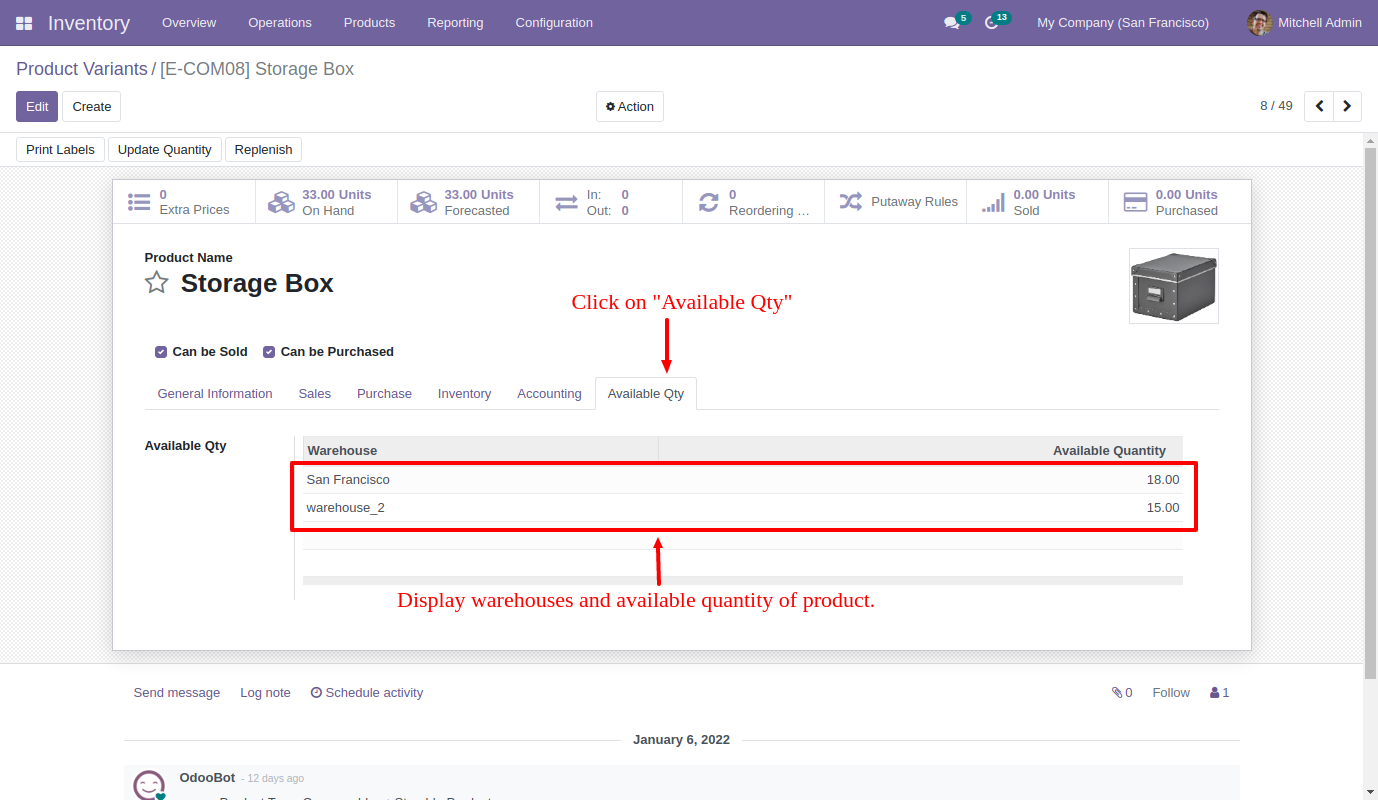 Inventory Overview Operations Products Reporting Configuration 5 13 My Company (San Francisco) Mitchell Admin
Product Variants / [E-COM08] Storage Box
Edit Create Action 8 / 49
Print Labels Update Quantity Replenish
0 Extra Prices
33.00 Units On Hand
33.00 Units Forecasted
In: 0
Out: 0
0 Reordering ...
Putaway Rules
0.00 Units Sold
0.00 Units Purchased
Product Name
Storage Box
Click on "Available Qty"
Can be Sold Can be Purchased
General Information Sales Purchase Inventory Accounting Available Qty
Available Qty
Warehouse Available Quantity
San Francisco 18.00
warehouse_2 15.00
Display warehouses and available quantity of product.
Send message Log note Schedule activity 0 Follow 1
January 6, 2022
OdooBot - 12 days ago